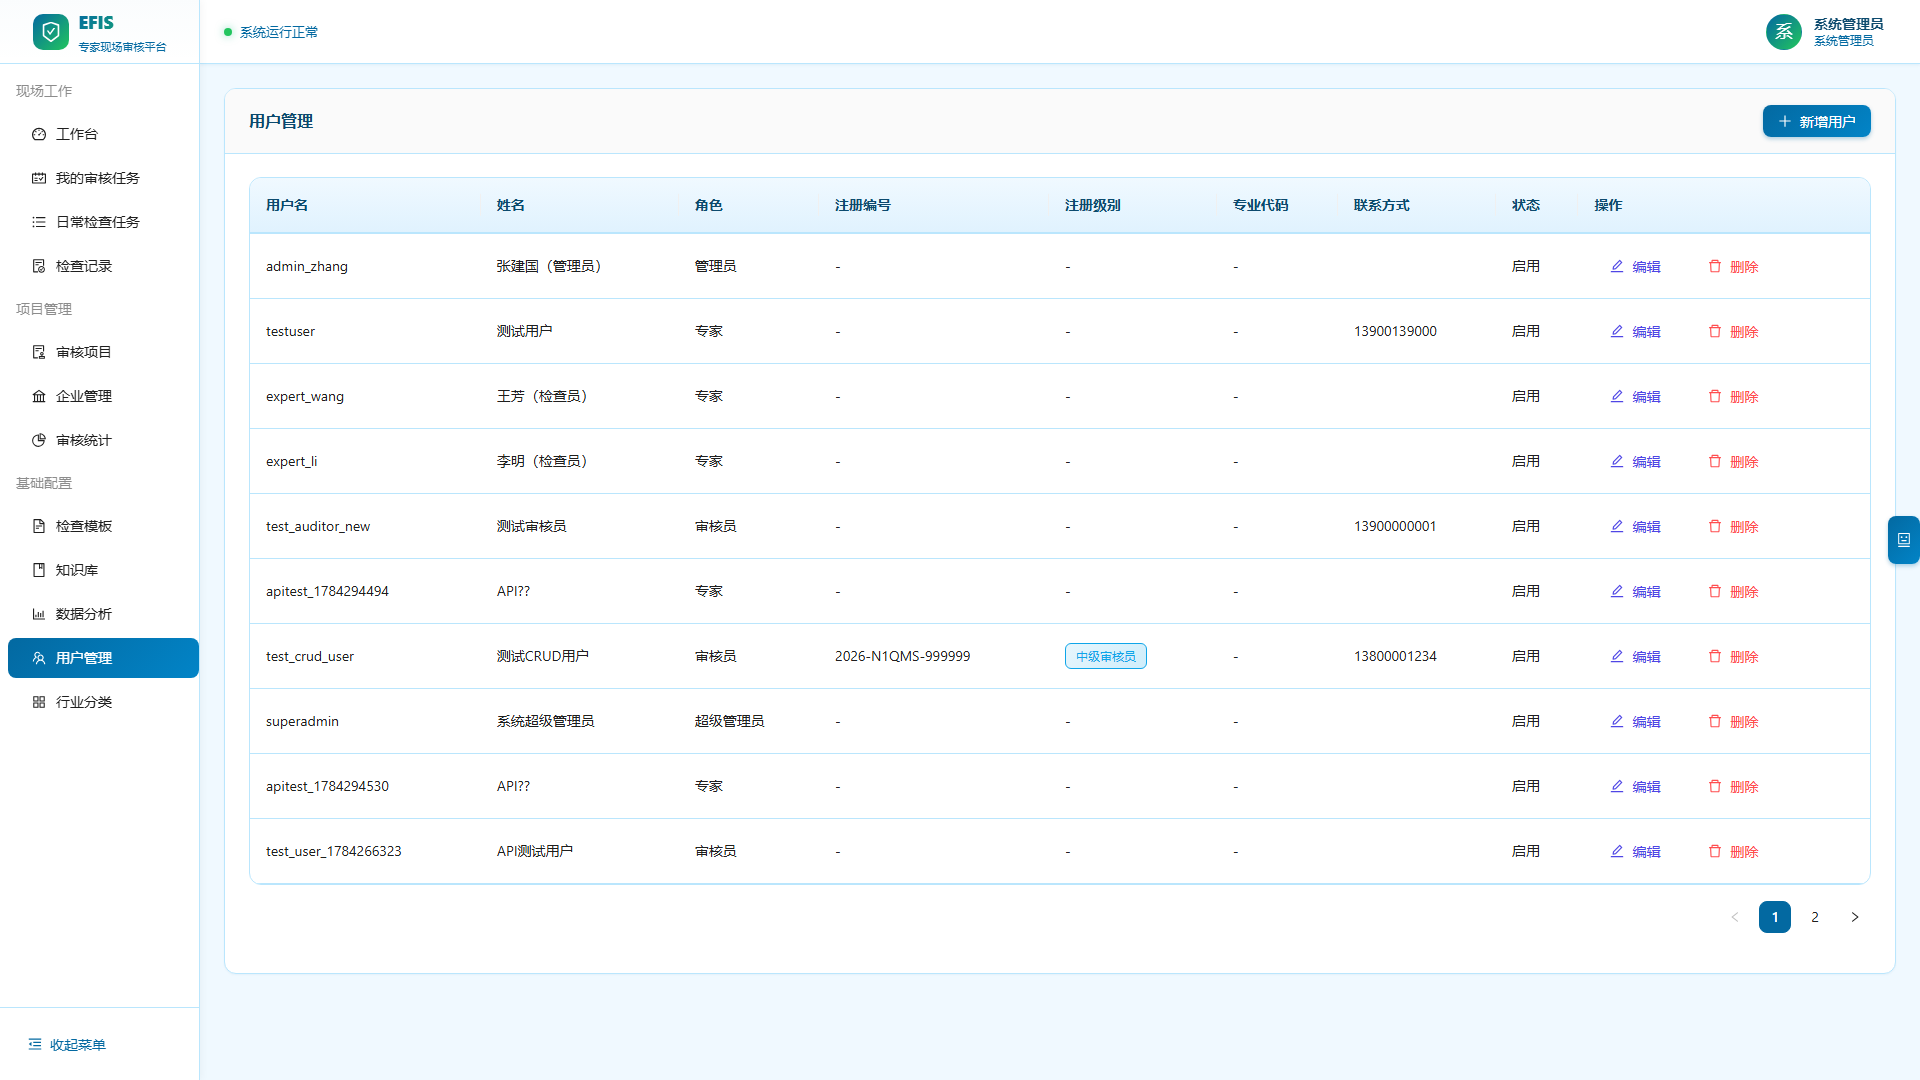 EFIS
专家现场审核平台
系统运行正常
系
系统管理员
系统管理员
现场工作
工作台
我的审核任务
日常检查任务
检查记录
项目管理
审核项目
企业管理
审核统计
基础配置
检查模板
知识库
数据分析
用户管理
行业分类
收起菜单
用户管理
新增用户
用户名 姓名 角色 注册编号 注册级别 专业代码 联系方式 状态 操作
admin_zhang 张建国（管理员） 管理员 - - - 启用 编辑 删除
testuser 测试用户 专家 - - - 13900139000 启用 编辑 删除
expert_wang 王芳（检查员） 专家 - - - 启用 编辑 删除
expert_li 李明（检查员） 专家 - - - 启用 编辑 删除
test_auditor_new 测试审核员 审核员 - - - 13900000001 启用 编辑 删除
apitest_1784294494 API?? 专家 - - - 启用 编辑 删除
test_crud_user 测试CRUD用户 审核员 2026-N1QMS-999999 中级审核员 - 13800001234 启用 编辑 删除
superadmin 系统超级管理员 超级管理员 - - - 启用 编辑 删除
apitest_1784294530 API?? 专家 - - - 启用 编辑 删除
test_user_1784266323 API测试用户 审核员 - - - 启用 编辑 删除
1 2